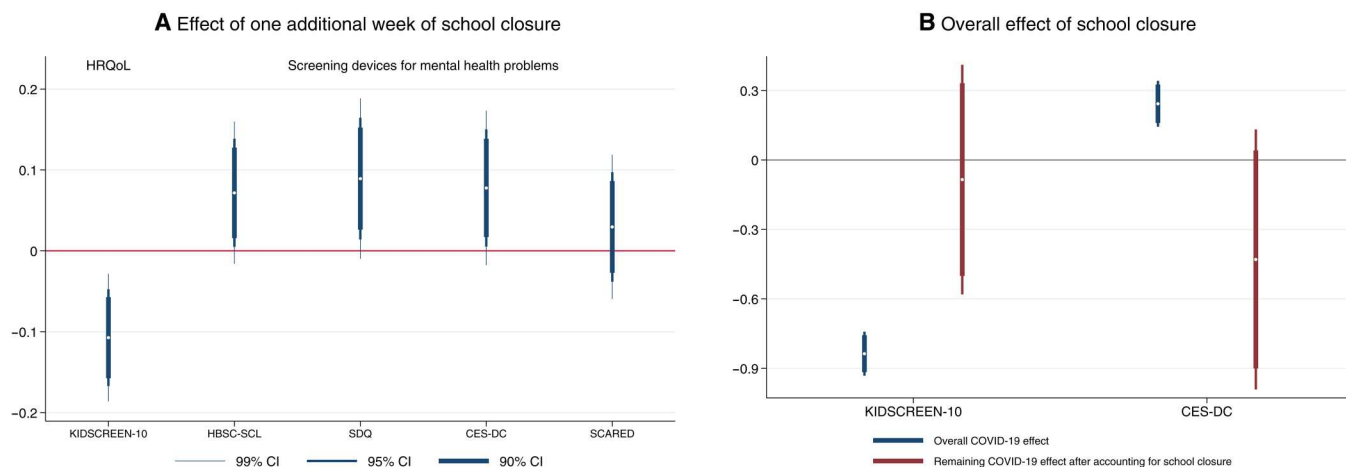 A Effect of one additional week of school closure
HRQoL Screening devices for mental health problems
0.2
0.1
0
−0.1
−0.2
KIDSCREEN-10 HBSC-SCL SDQ CES-DC SCARED
99% CI 95% CI 90% CI
B Overall effect of school closure
0.3
0
−0.3
−0.6
−0.9
KIDSCREEN-10 CES-DC
Overall COVID-19 effect
Remaining COVID-19 effect after accounting for school closure